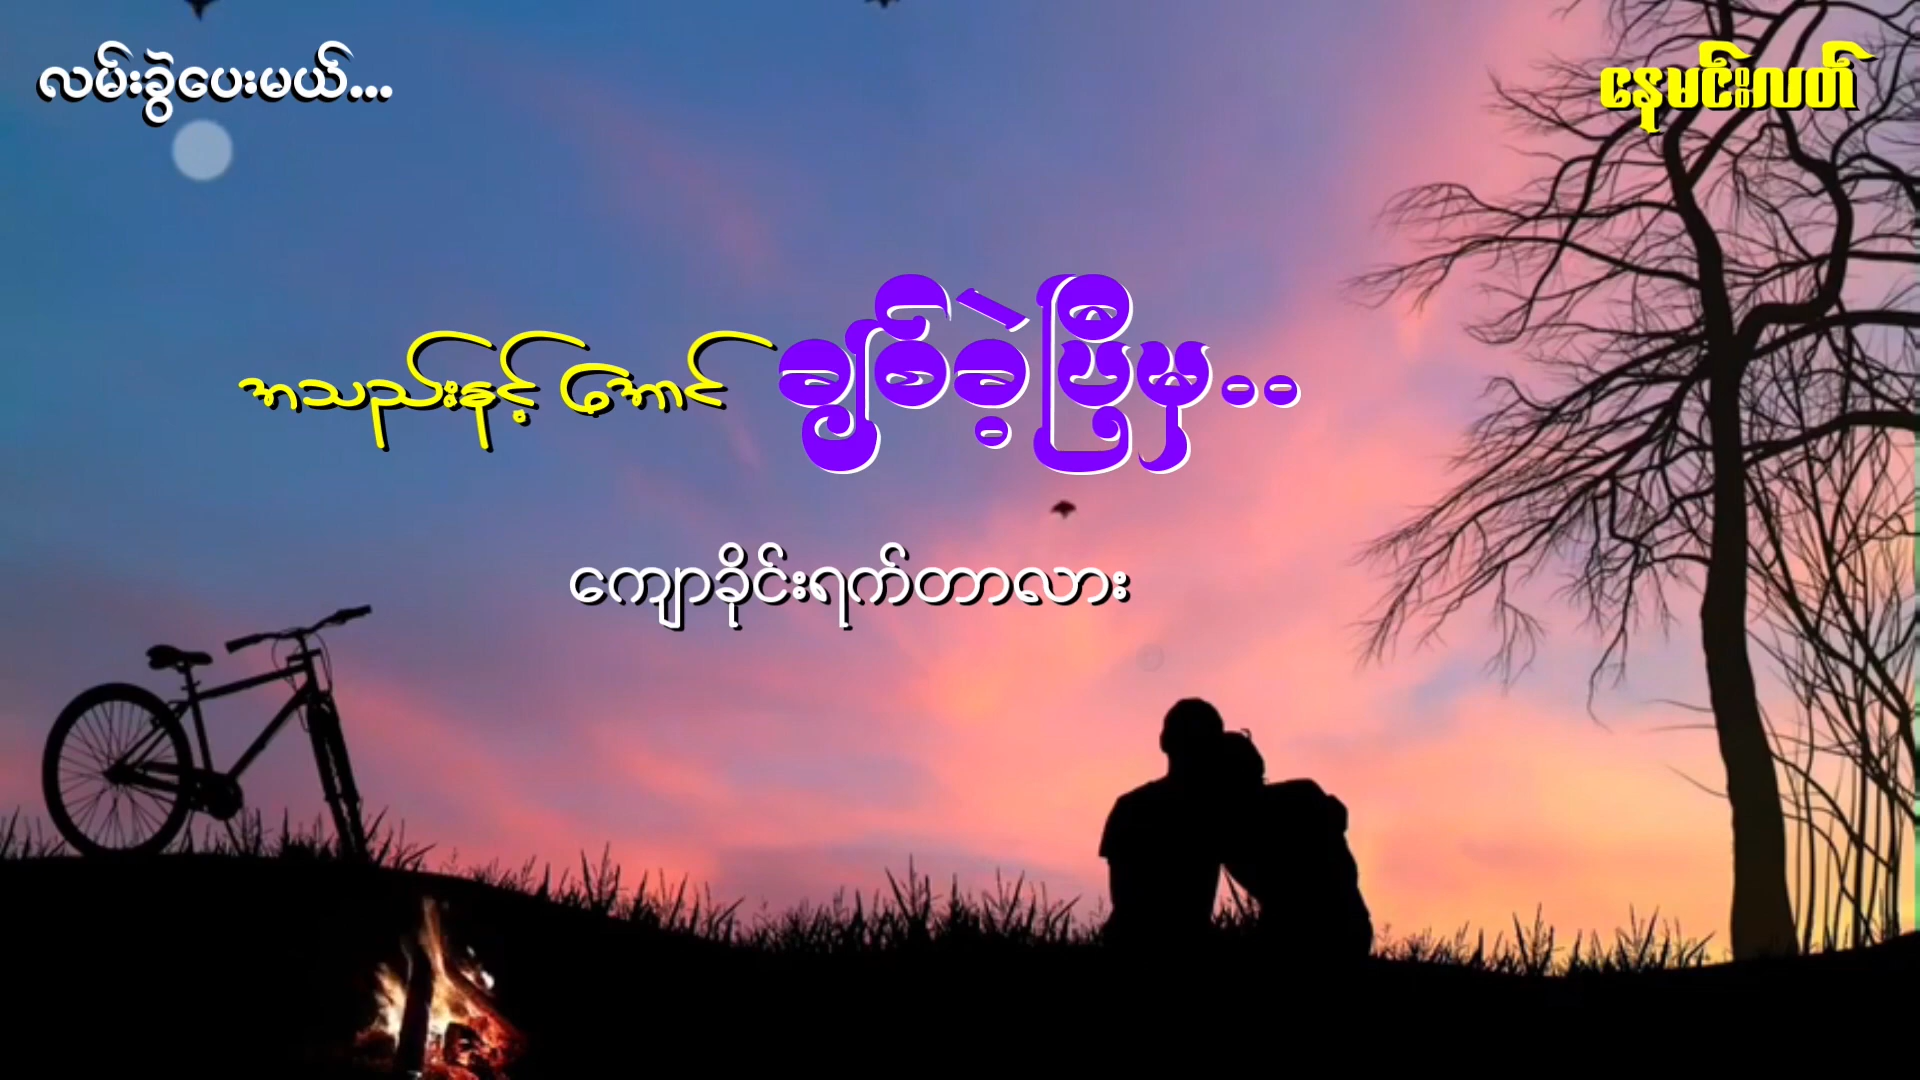 လမ်းခွဲပေးမယ်...
နေမင်းလတ်
အသည်းနှင့် အောင် ချစ်ခဲ့ပြီးမှ..
ကျောခိုင်းရက်တာလား